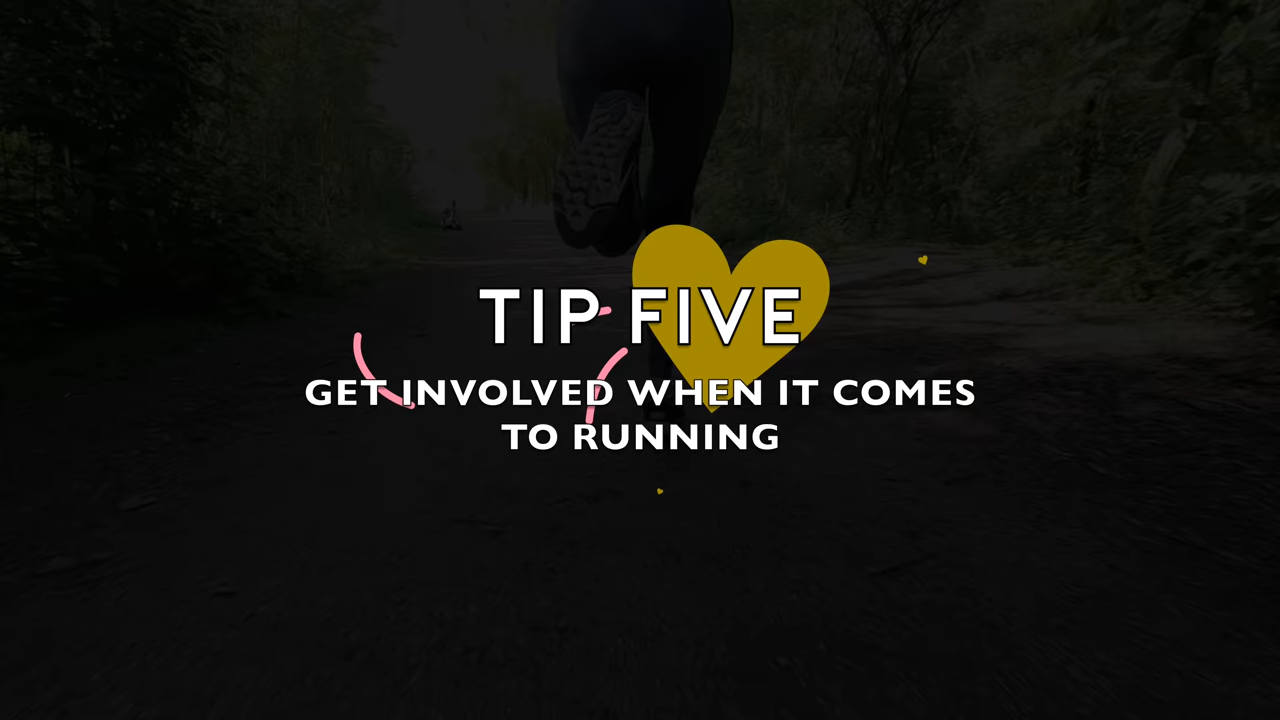 TIP FIVE
GET INVOLVED WHEN IT COMES
TO RUNNING